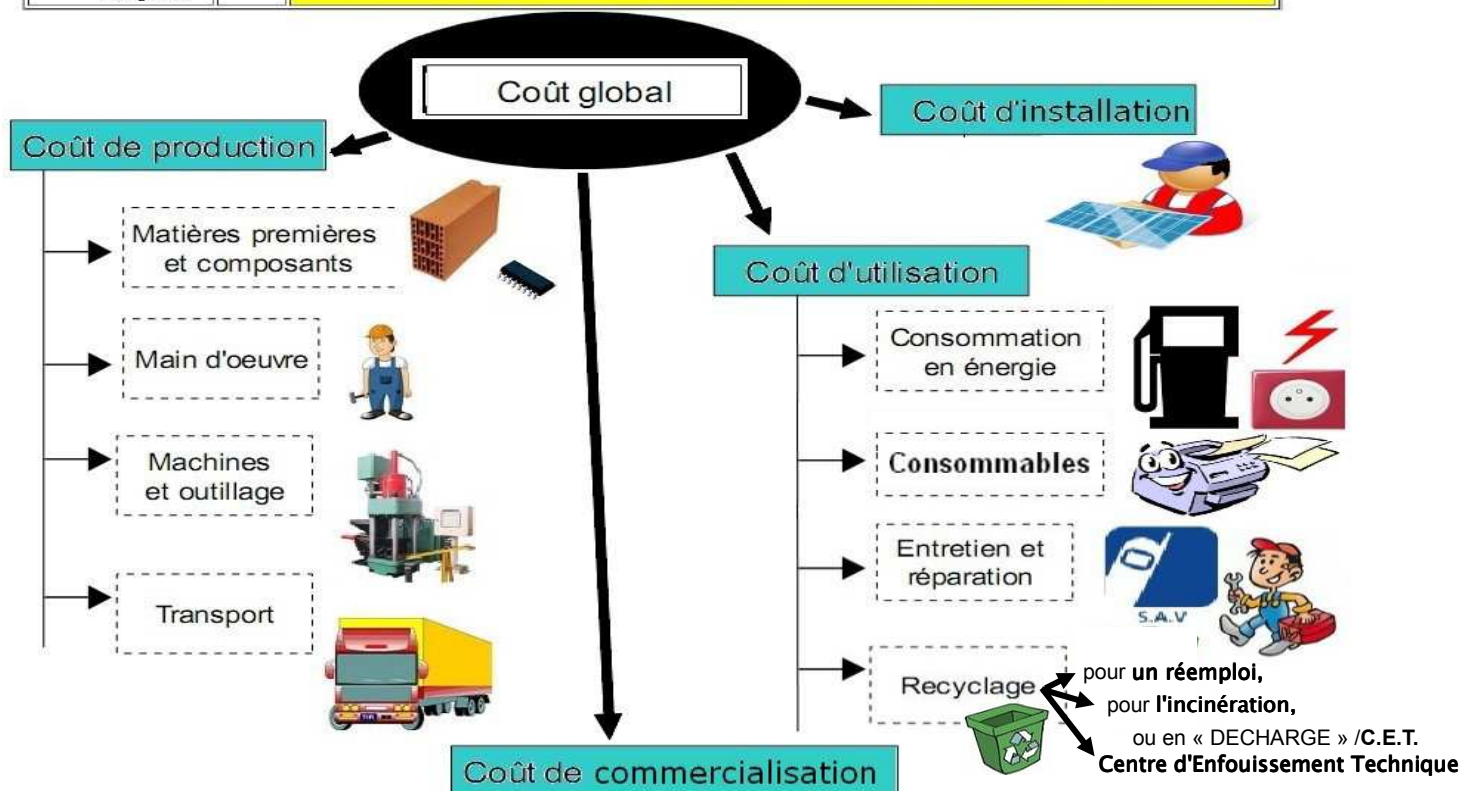 Coût global
Coût d'installation
Coût de production
Matières premières
et composants
Main d'oeuvre
Machines
et outillage
Transport
Coût d'utilisation
Consommation
en énergie
Consommables
Entretien et
réparation
S.A.V
Recyclage
pour un réemploi,
pour l'incinération,
ou en « DECHARGE » /C.E.T.
Centre d'Enfouissement Technique
Coût de commercialisation